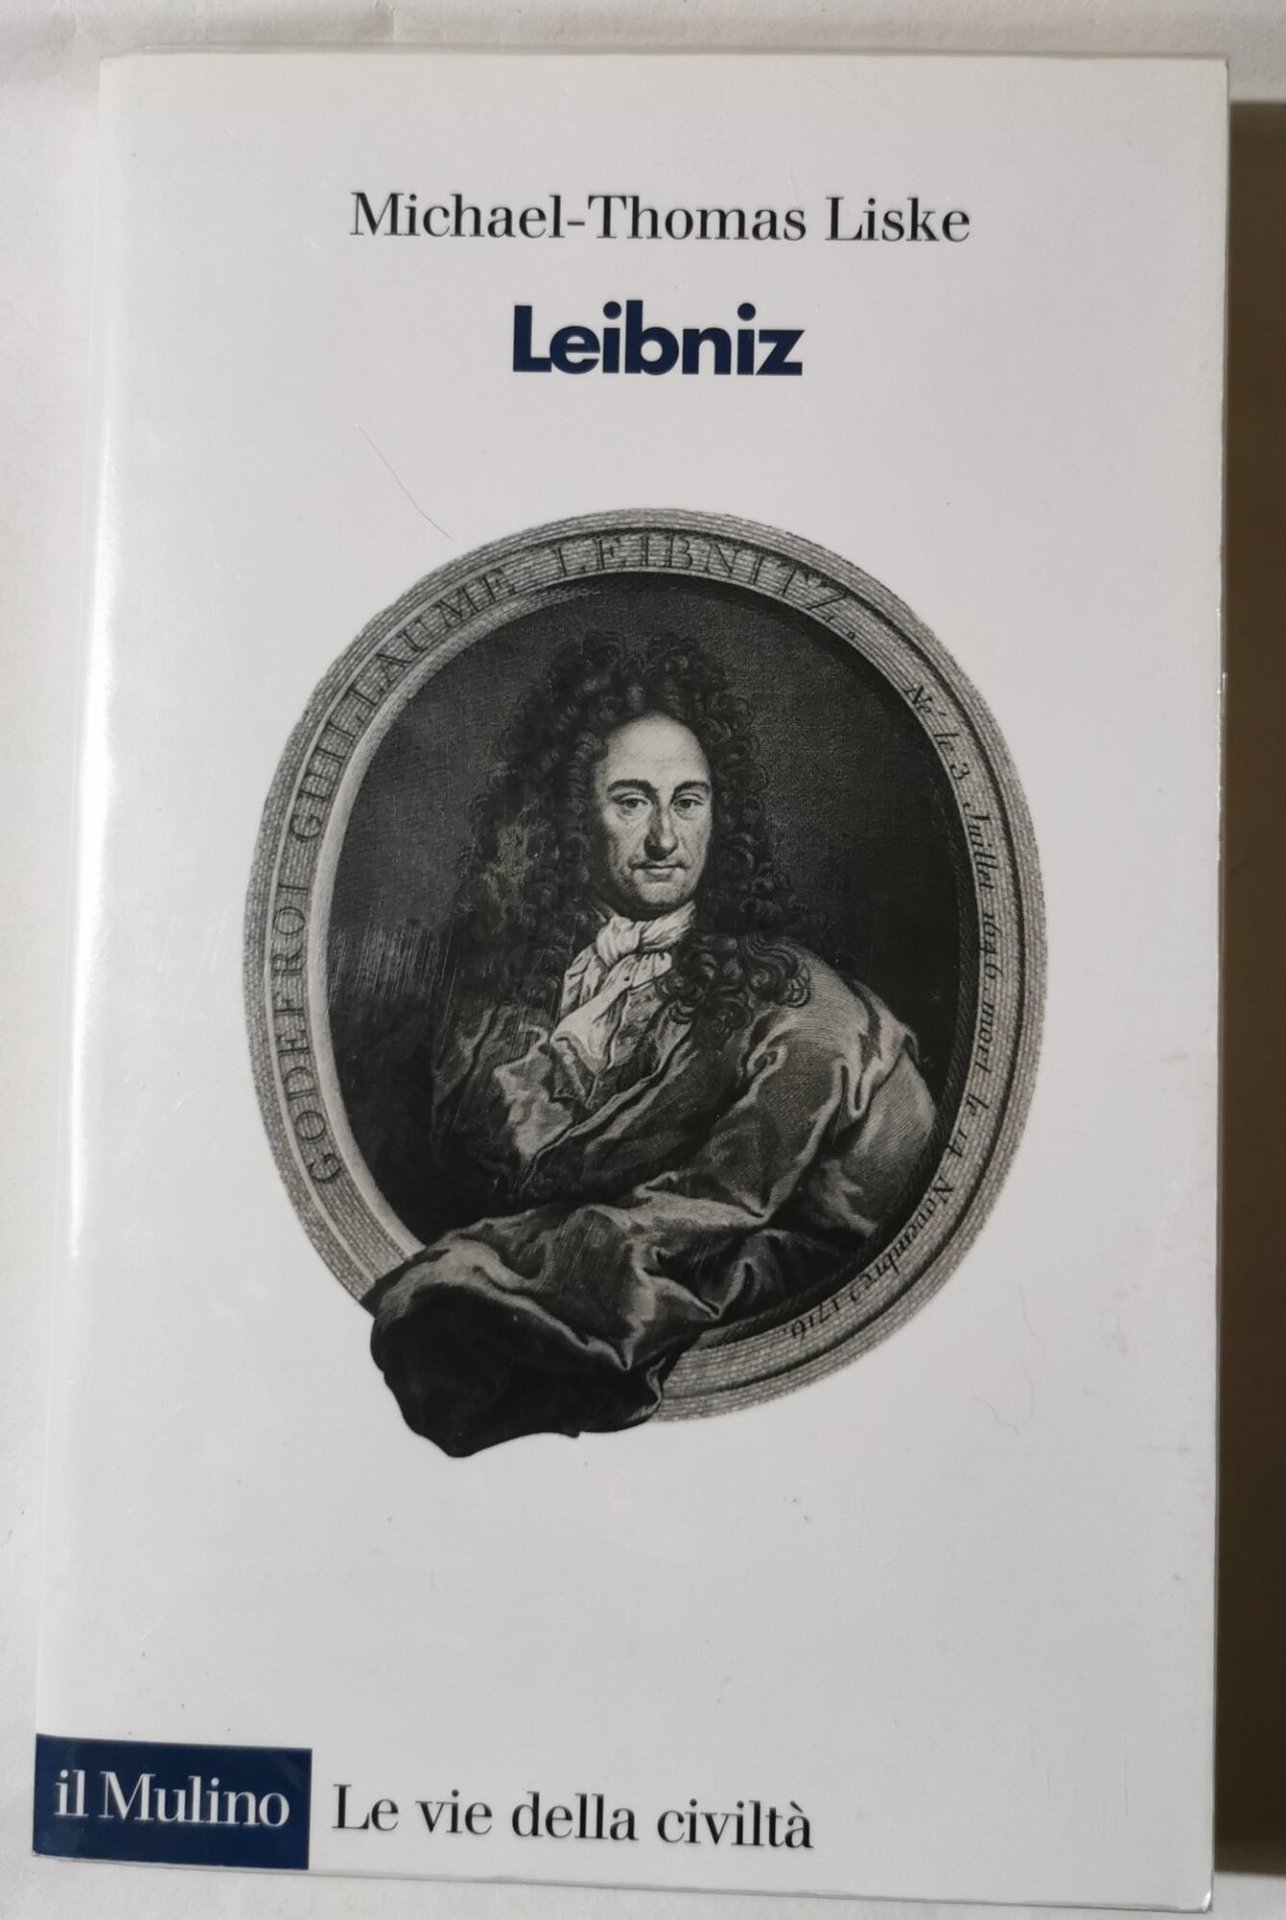 Michael-Thomas Liske
Leibniz
GODEFROI GUILLAUME LEIBNITZ.
Né le 3 Juillet 1646. mort le 14 Novembre 1716.
il Mulino
Le vie della civiltà